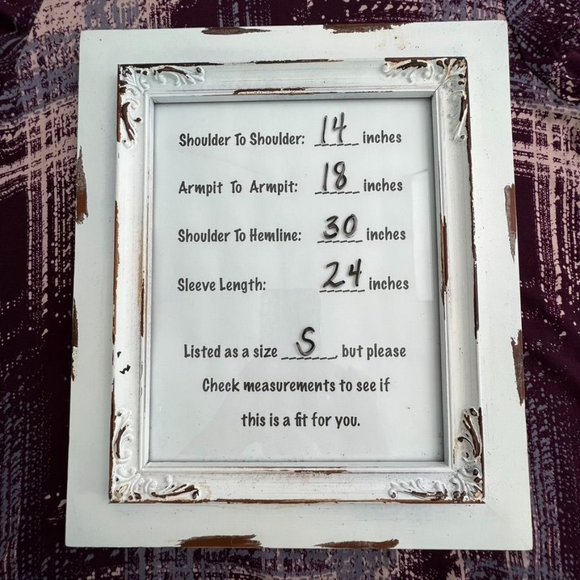 Shoulder To Shoulder: 14 inches
Armpit To Armpit: 18 inches
Shoulder To Hemline: 30 inches
Sleeve Length: 24 inches
Listed as a size S but please
Check measurements to see if
this is a fit for you.